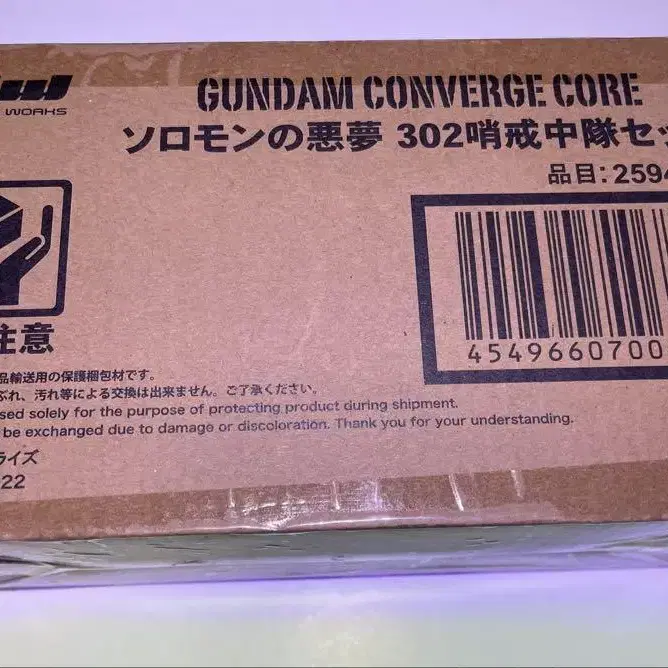 WORKS
GUNDAM CONVERGE CORE
ソロモンの悪夢 302哨戒中隊セッ
品目:2594
4549660700
注意
品輸送用の保護梱包材です。
ぶれ、汚れ等による交換は出来ません。ご了承ください。
sed solely for the purpose of protecting product during shipment.
be exchanged due to damage or discoloration. Thank you for your understanding.
ライズ
22